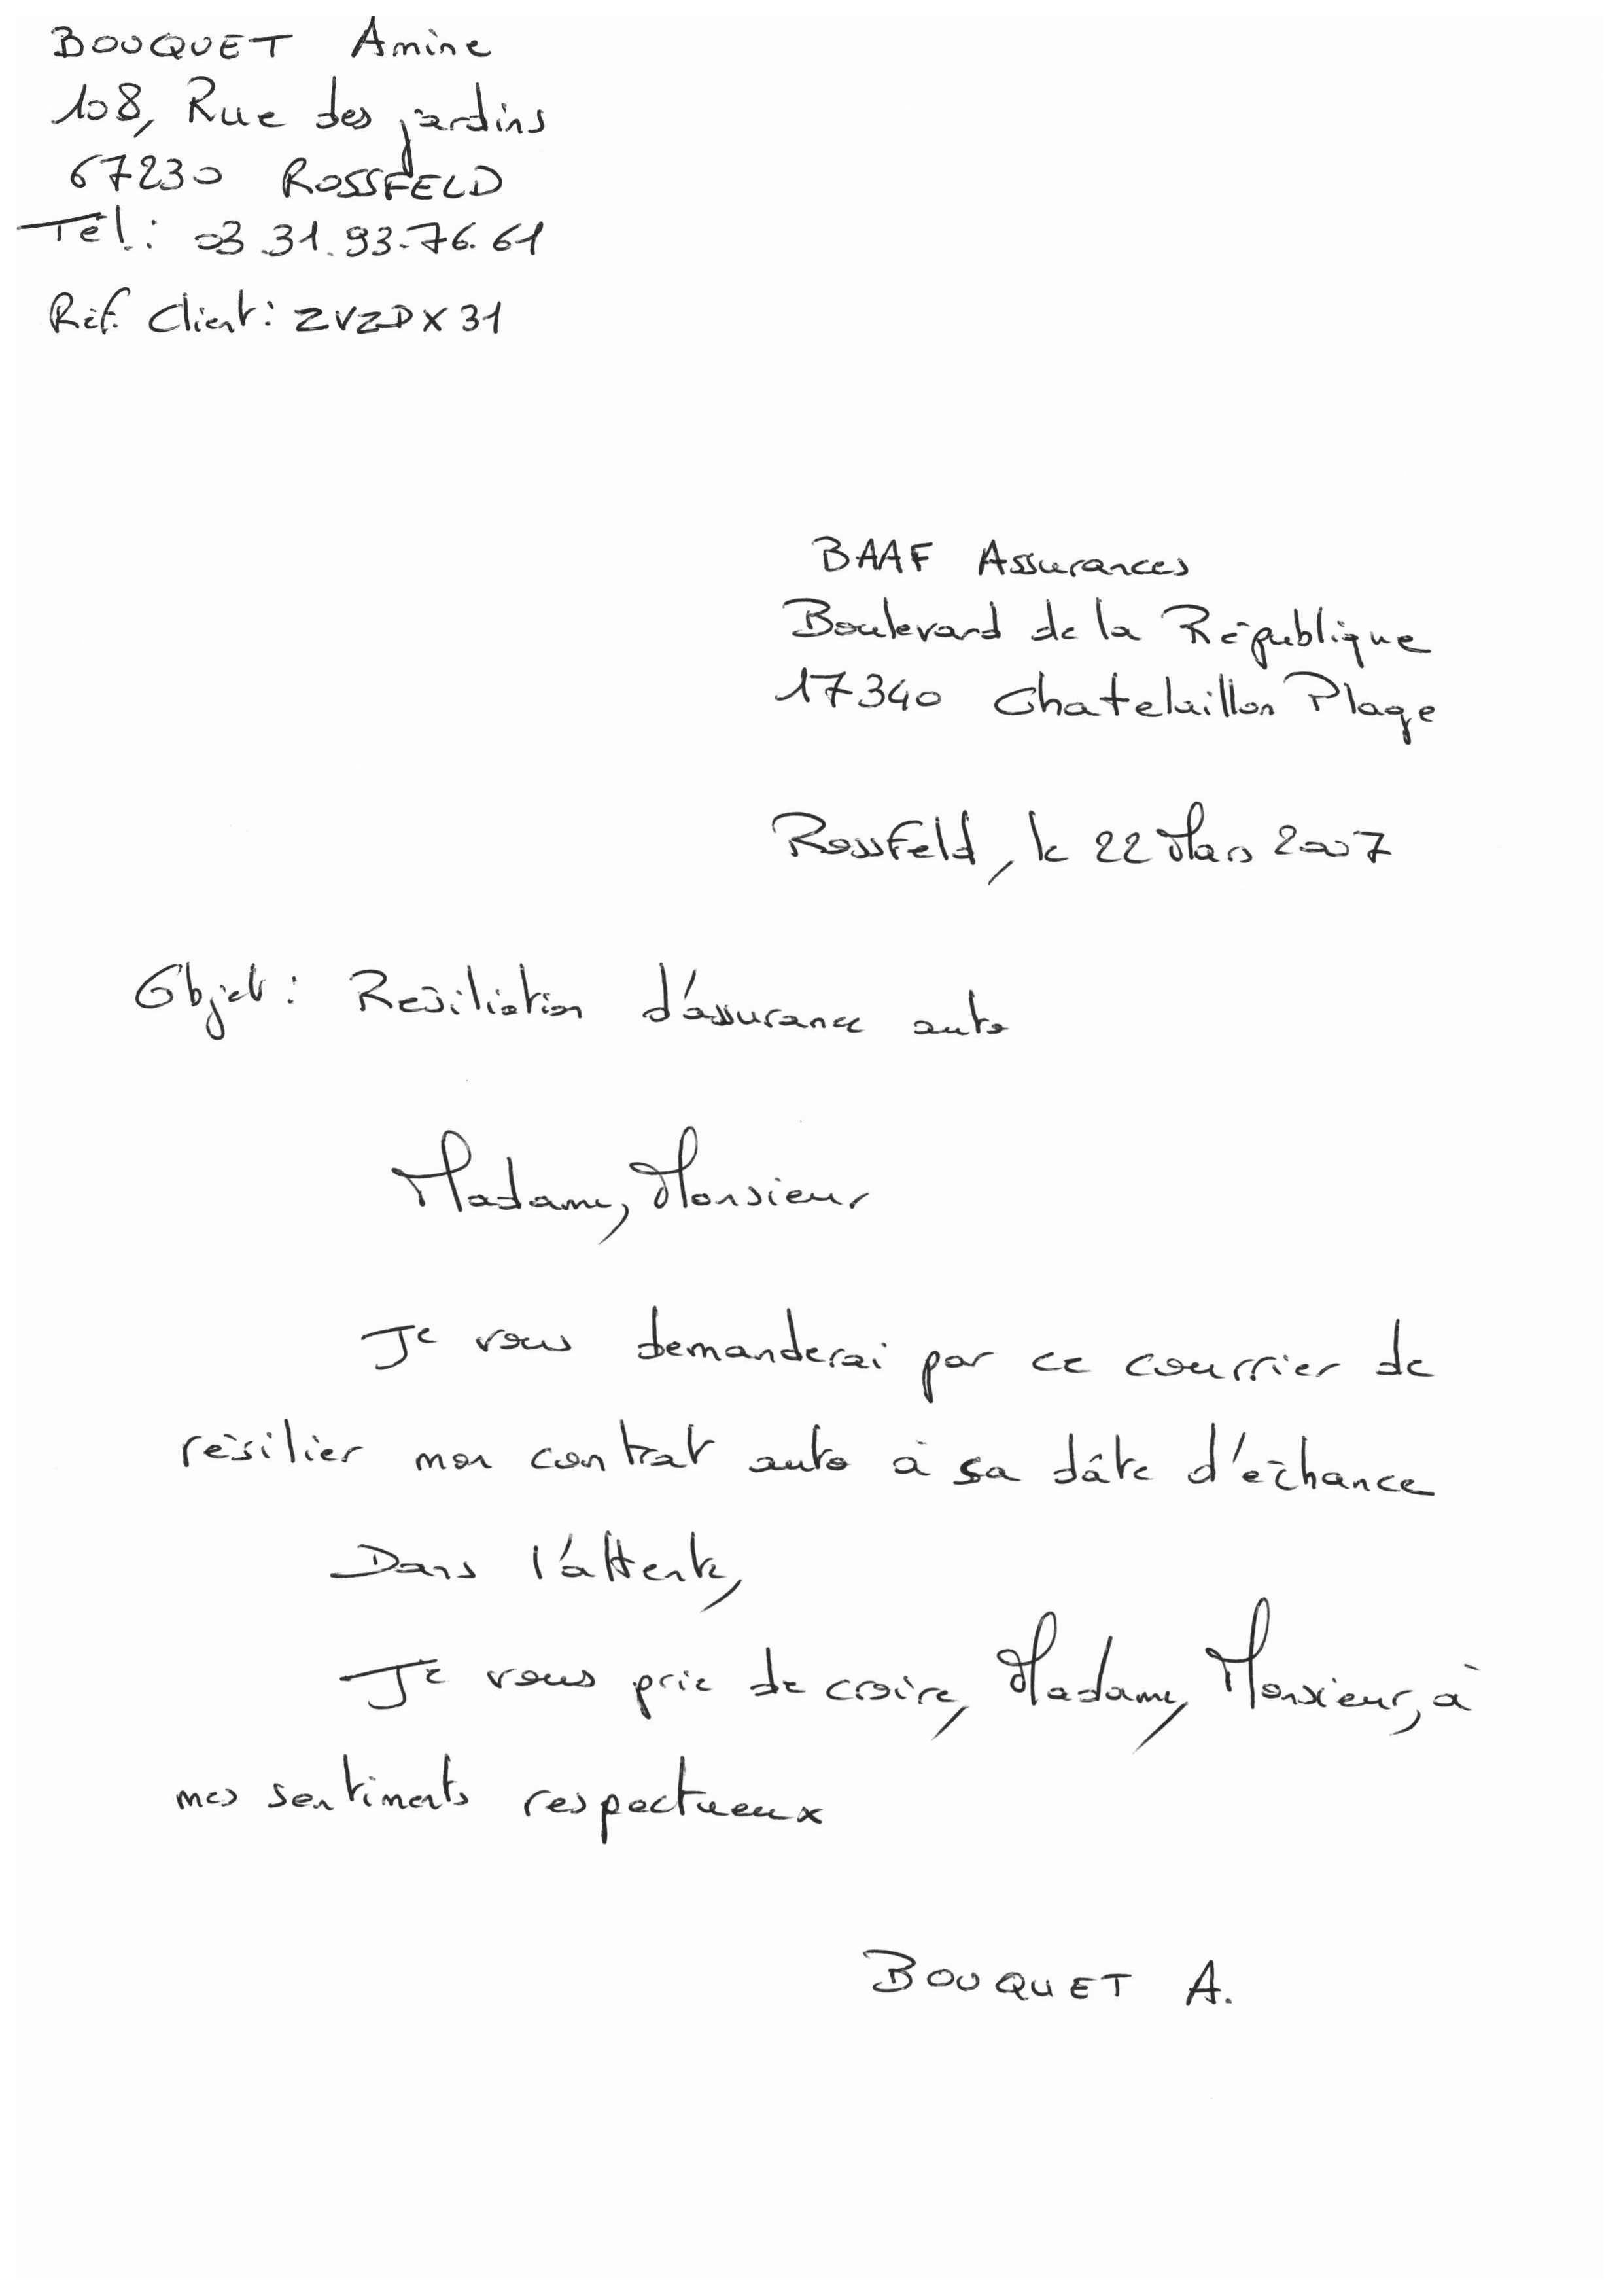 BOUQUET Amine
108, Rue des jardins
67230 ROSSFELD
Tél.: 03.31.93.76.61
Réf. Client: ZVZDX31
BAAF Assurances
Boulevard de la République
17340 Chatelaillon Plage
Rossfeld, le 22 Mars 2007
Objet: Résiliation d'assurance auto
Madame, Monsieur
Je vous demanderai par ce courrier de
résilier mon contrat auto à sa dâte d'échance
Dans l'attente,
Je vous prie de croire, Madame, Monsieur, à
mes sentiments respectueux
BOUQUET A.